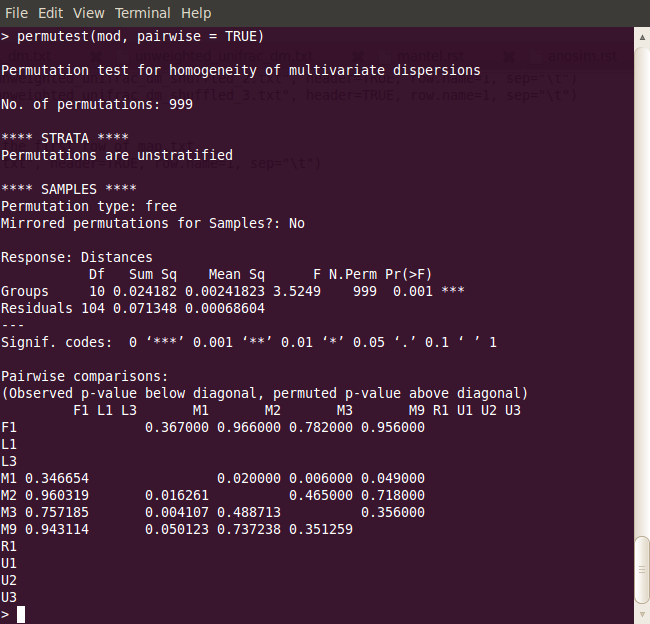 File Edit View Terminal Help
> permutest(mod, pairwise = TRUE)
Permutation test for homogeneity of multivariate dispersions
No. of permutations: 999
**** STRATA ****
Permutations are unstratified
**** SAMPLES ****
Permutation type: free
Mirrored permutations for Samples?: No
Response: Distances
Df Sum Sq Mean Sq F N.Perm Pr(>F)
Groups 10 0.024182 0.00241823 3.5249 999 0.001 ***
Residuals 104 0.071348 0.00068604
---
Signif. codes: 0 ‘***’ 0.001 ‘**’ 0.01 ‘*’ 0.05 ‘.’ 0.1 ‘ ’ 1
Pairwise comparisons:
(Observed p-value below diagonal, permuted p-value above diagonal)
F1 L1 L3 M1 M2 M3 M9 R1 U1 U2 U3
F1 0.367000 0.966000 0.782000 0.956000
L1
L3
M1 0.346654 0.020000 0.006000 0.049000
M2 0.960319 0.016261 0.465000 0.718000
M3 0.757185 0.004107 0.488713 0.356000
M9 0.943114 0.050123 0.737238 0.351259
R1
U1
U2
U3
>